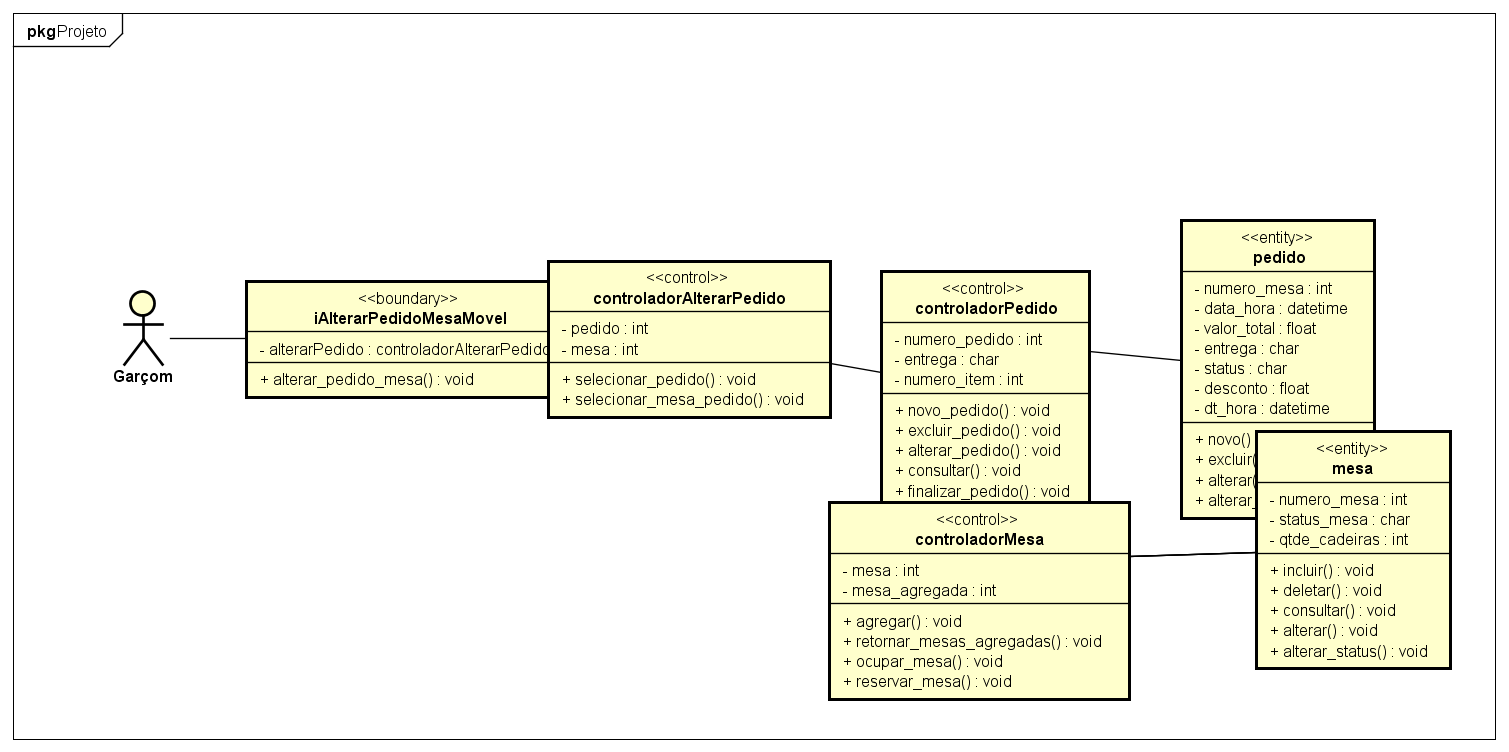 pkgProjeto
Garçom
<<boundary>>
iAlterarPedidoMesaMovel
- alterarPedido : controladorAlterarPedido
+ alterar_pedido_mesa() : void
<<control>>
controladorAlterarPedido
- pedido : int
- mesa : int
+ selecionar_pedido() : void
+ selecionar_mesa_pedido() : void
<<control>>
controladorPedido
- numero_pedido : int
- entrega : char
- numero_item : int
+ novo_pedido() : void
+ excluir_pedido() : void
+ alterar_pedido() : void
+ consultar() : void
+ finalizar_pedido() : void
<<control>>
controladorMesa
- mesa : int
- mesa_agregada : int
+ agregar() : void
+ retornar_mesas_agregadas() : void
+ ocupar_mesa() : void
+ reservar_mesa() : void
<<entity>>
pedido
- numero_mesa : int
- data_hora : datetime
- valor_total : float
- entrega : char
- status : char
- desconto : float
- dt_hora : datetime
+ novo()
+ excluir(
+ alterar(
+ alterar_
<<entity>>
mesa
- numero_mesa : int
- status_mesa : char
- qtde_cadeiras : int
+ incluir() : void
+ deletar() : void
+ consultar() : void
+ alterar() : void
+ alterar_status() : void